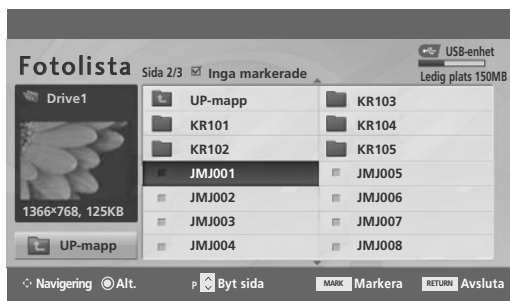 USB-enhet
Fotolista Sida 2/3 Inga markerade
Ledig plats 150MB
Drive1
UP-mapp KR103
KR101 KR104
KR102 KR105
JMJ001 JMJ005
JMJ002 JMJ006
JMJ003 JMJ007
JMJ004 JMJ008
1366x768, 125KB
UP-mapp
Navigering Alt. P Byt sida MARK Markera RETURN Avsluta